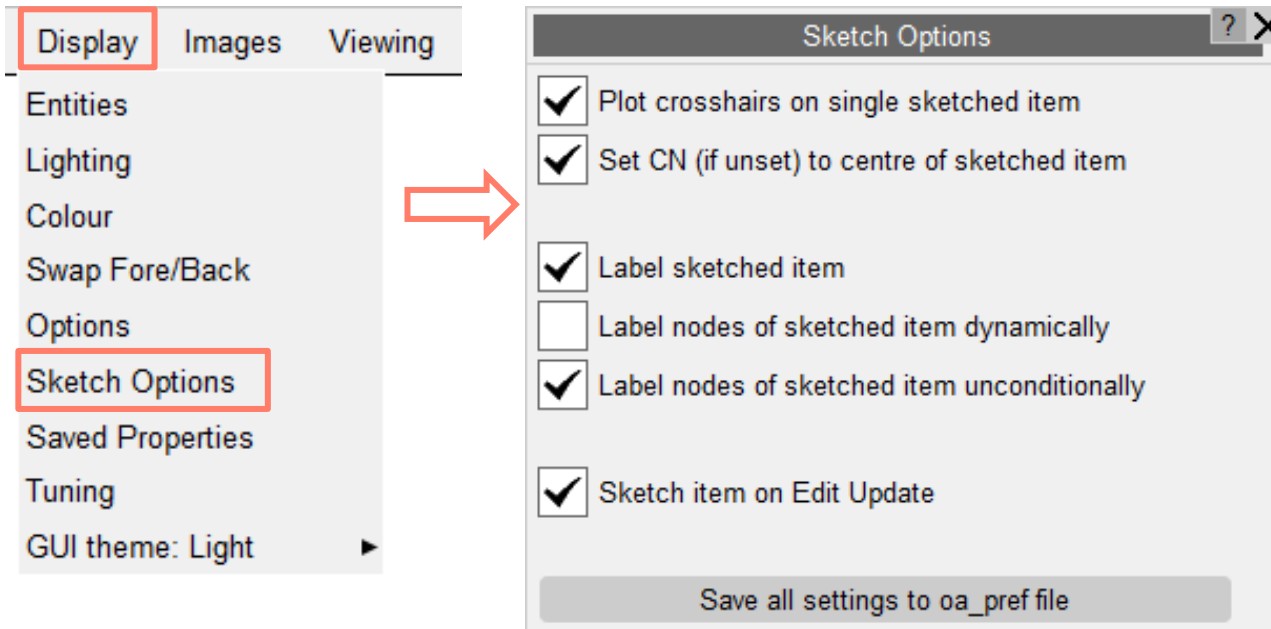 Display Images Viewing
Entities
Lighting
Colour
Swap Fore/Back
Options
Sketch Options
Saved Properties
Tuning
GUI theme: Light
Sketch Options
?
Plot crosshairs on single sketched item
Set CN (if unset) to centre of sketched item
Label sketched item
Label nodes of sketched item dynamically
Label nodes of sketched item unconditionally
Sketch item on Edit Update
Save all settings to oa_pref file